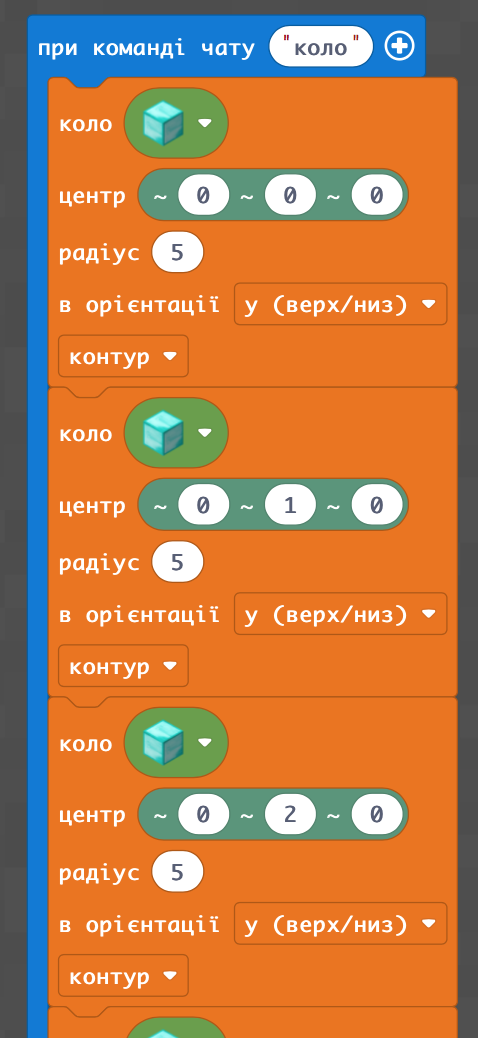 при команді чату "коло"
коло
центр ~ 0 ~ 0 ~ 0
радіус 5
в орієнтації y (верх/низ)
контур
коло
центр ~ 0 ~ 1 ~ 0
радіус 5
в орієнтації y (верх/низ)
контур
коло
центр ~ 0 ~ 2 ~ 0
радіус 5
в орієнтації y (верх/низ)
контур